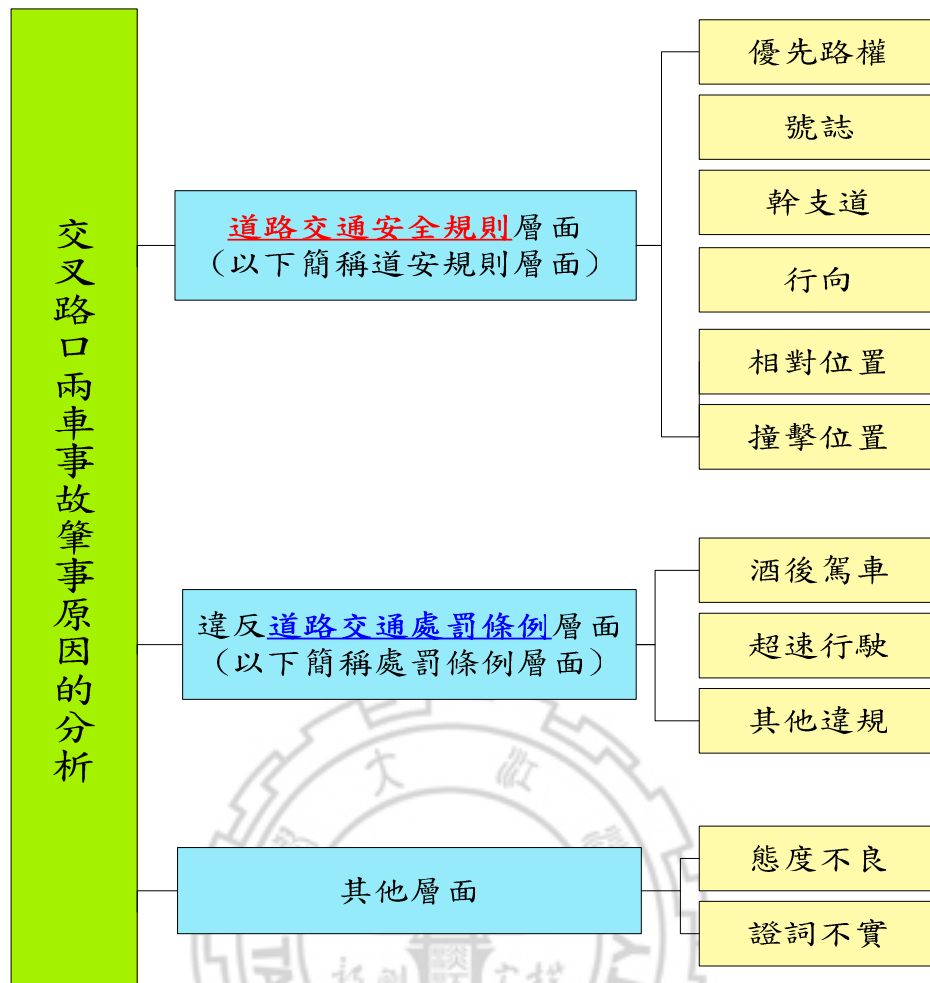 交叉路口兩車事故肇事原因的分析
道路交通安全規則層面
（以下簡稱道安規則層面）
優先路權
號誌
幹支道
行向
相對位置
撞擊位置
違反道路交通處罰條例層面
（以下簡稱處罰條例層面）
酒後駕車
超速行駛
其他違規
其他層面
態度不良
證詞不實
大
江